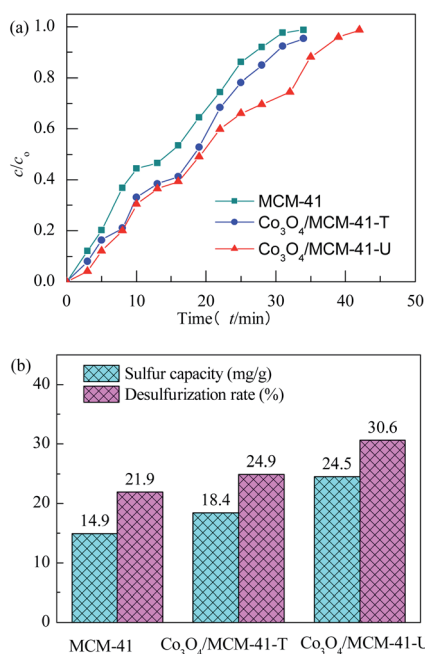 (a)
1.0
0.8
0.6
0.4
0.2
0.0
c/c₀
MCM-41
Co₃O₄/MCM-41-T
Co₃O₄/MCM-41-U
0 10 20 30 40 50
Time( t/min)
(b)
40
30
20
10
0
Sulfur capacity (mg/g)
Desulfurization rate (%)
14.9 21.9 18.4 24.9 24.5 30.6
MCM-41 Co₃O₄/MCM-41-T Co₃O₄/MCM-41-U